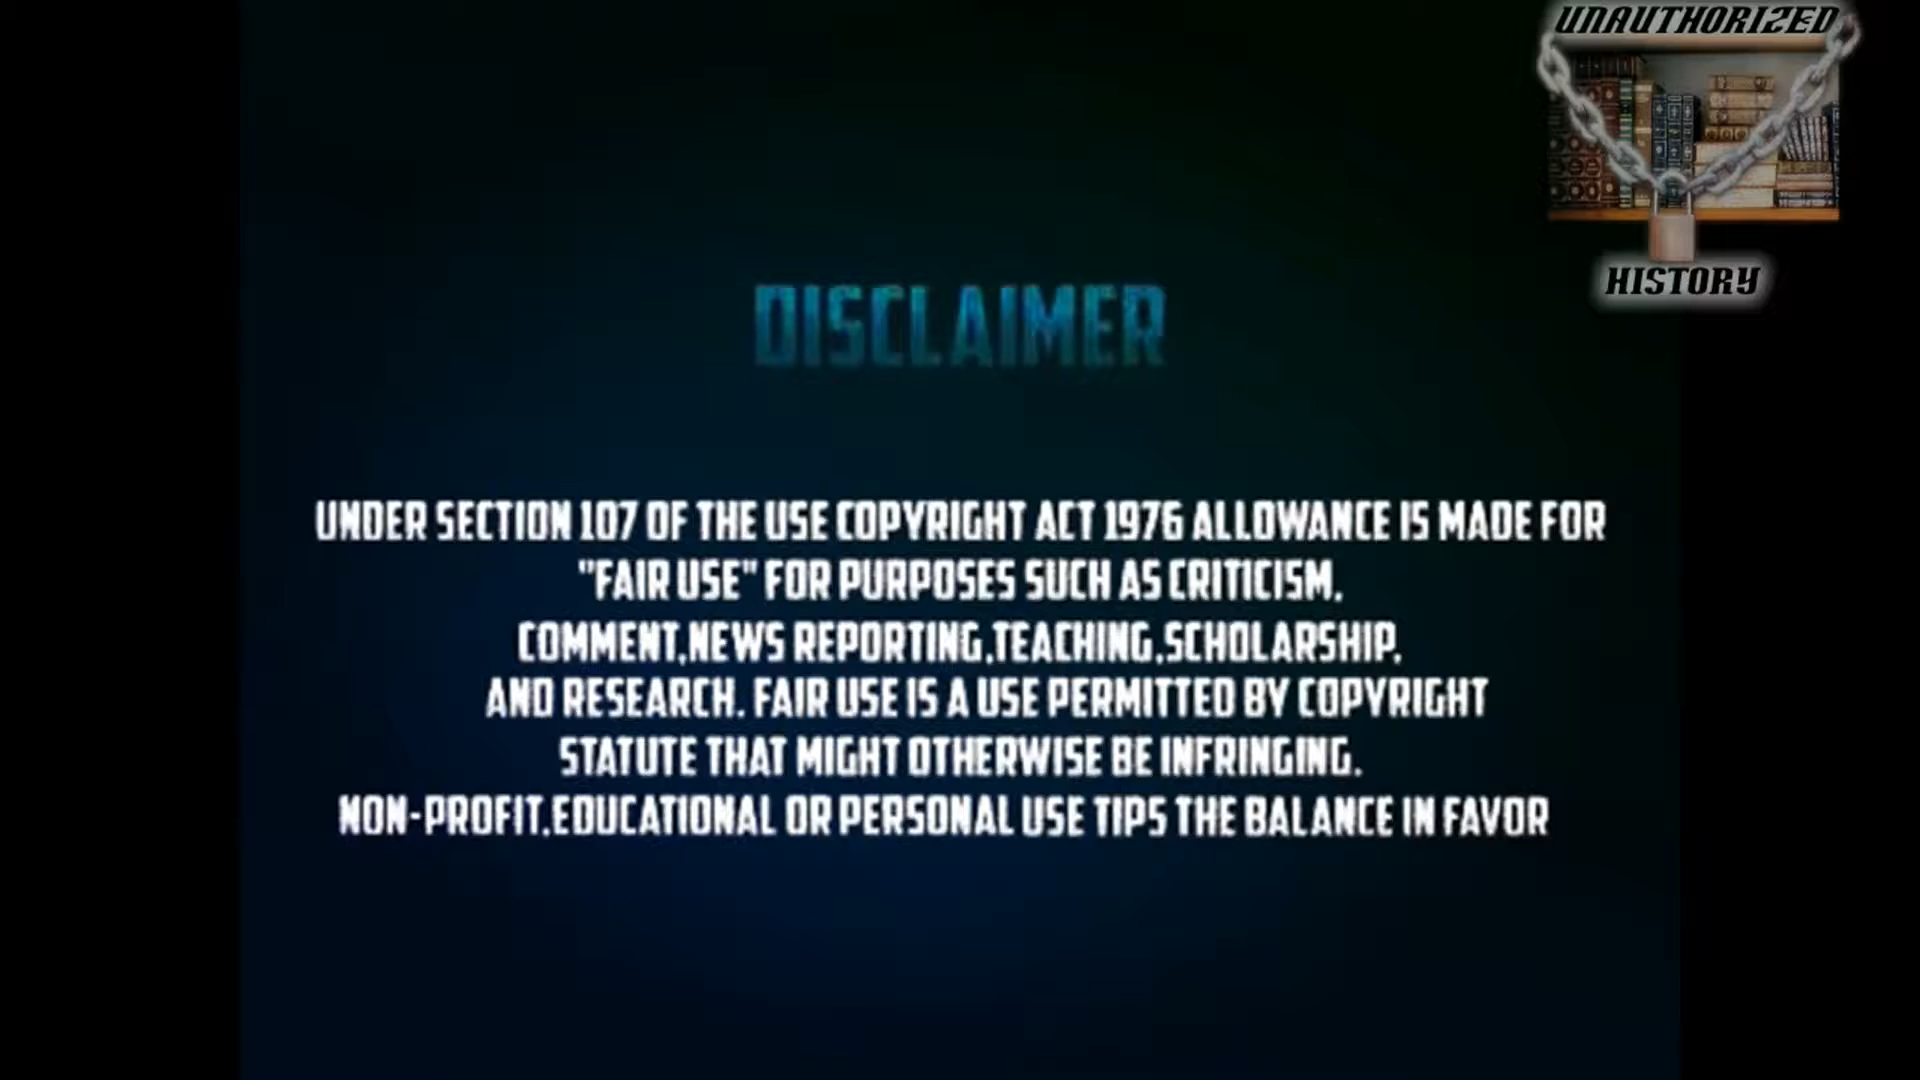 UNAUTHORIZED
HISTORY
DISCLAIMER
UNDER SECTION 107 OF THE USE COPYRIGHT ACT 1976 ALLOWANCE IS MADE FOR
"FAIR USE" FOR PURPOSES SUCH AS CRITICISM,
COMMENT,NEWS REPORTING,TEACHING,SCHOLARSHIP,
AND RESEARCH. FAIR USE IS A USE PERMITTED BY COPYRIGHT
STATUTE THAT MIGHT OTHERWISE BE INFRINGING.
NON-PROFIT,EDUCATIONAL OR PERSONAL USE TIPS THE BALANCE IN FAVOR